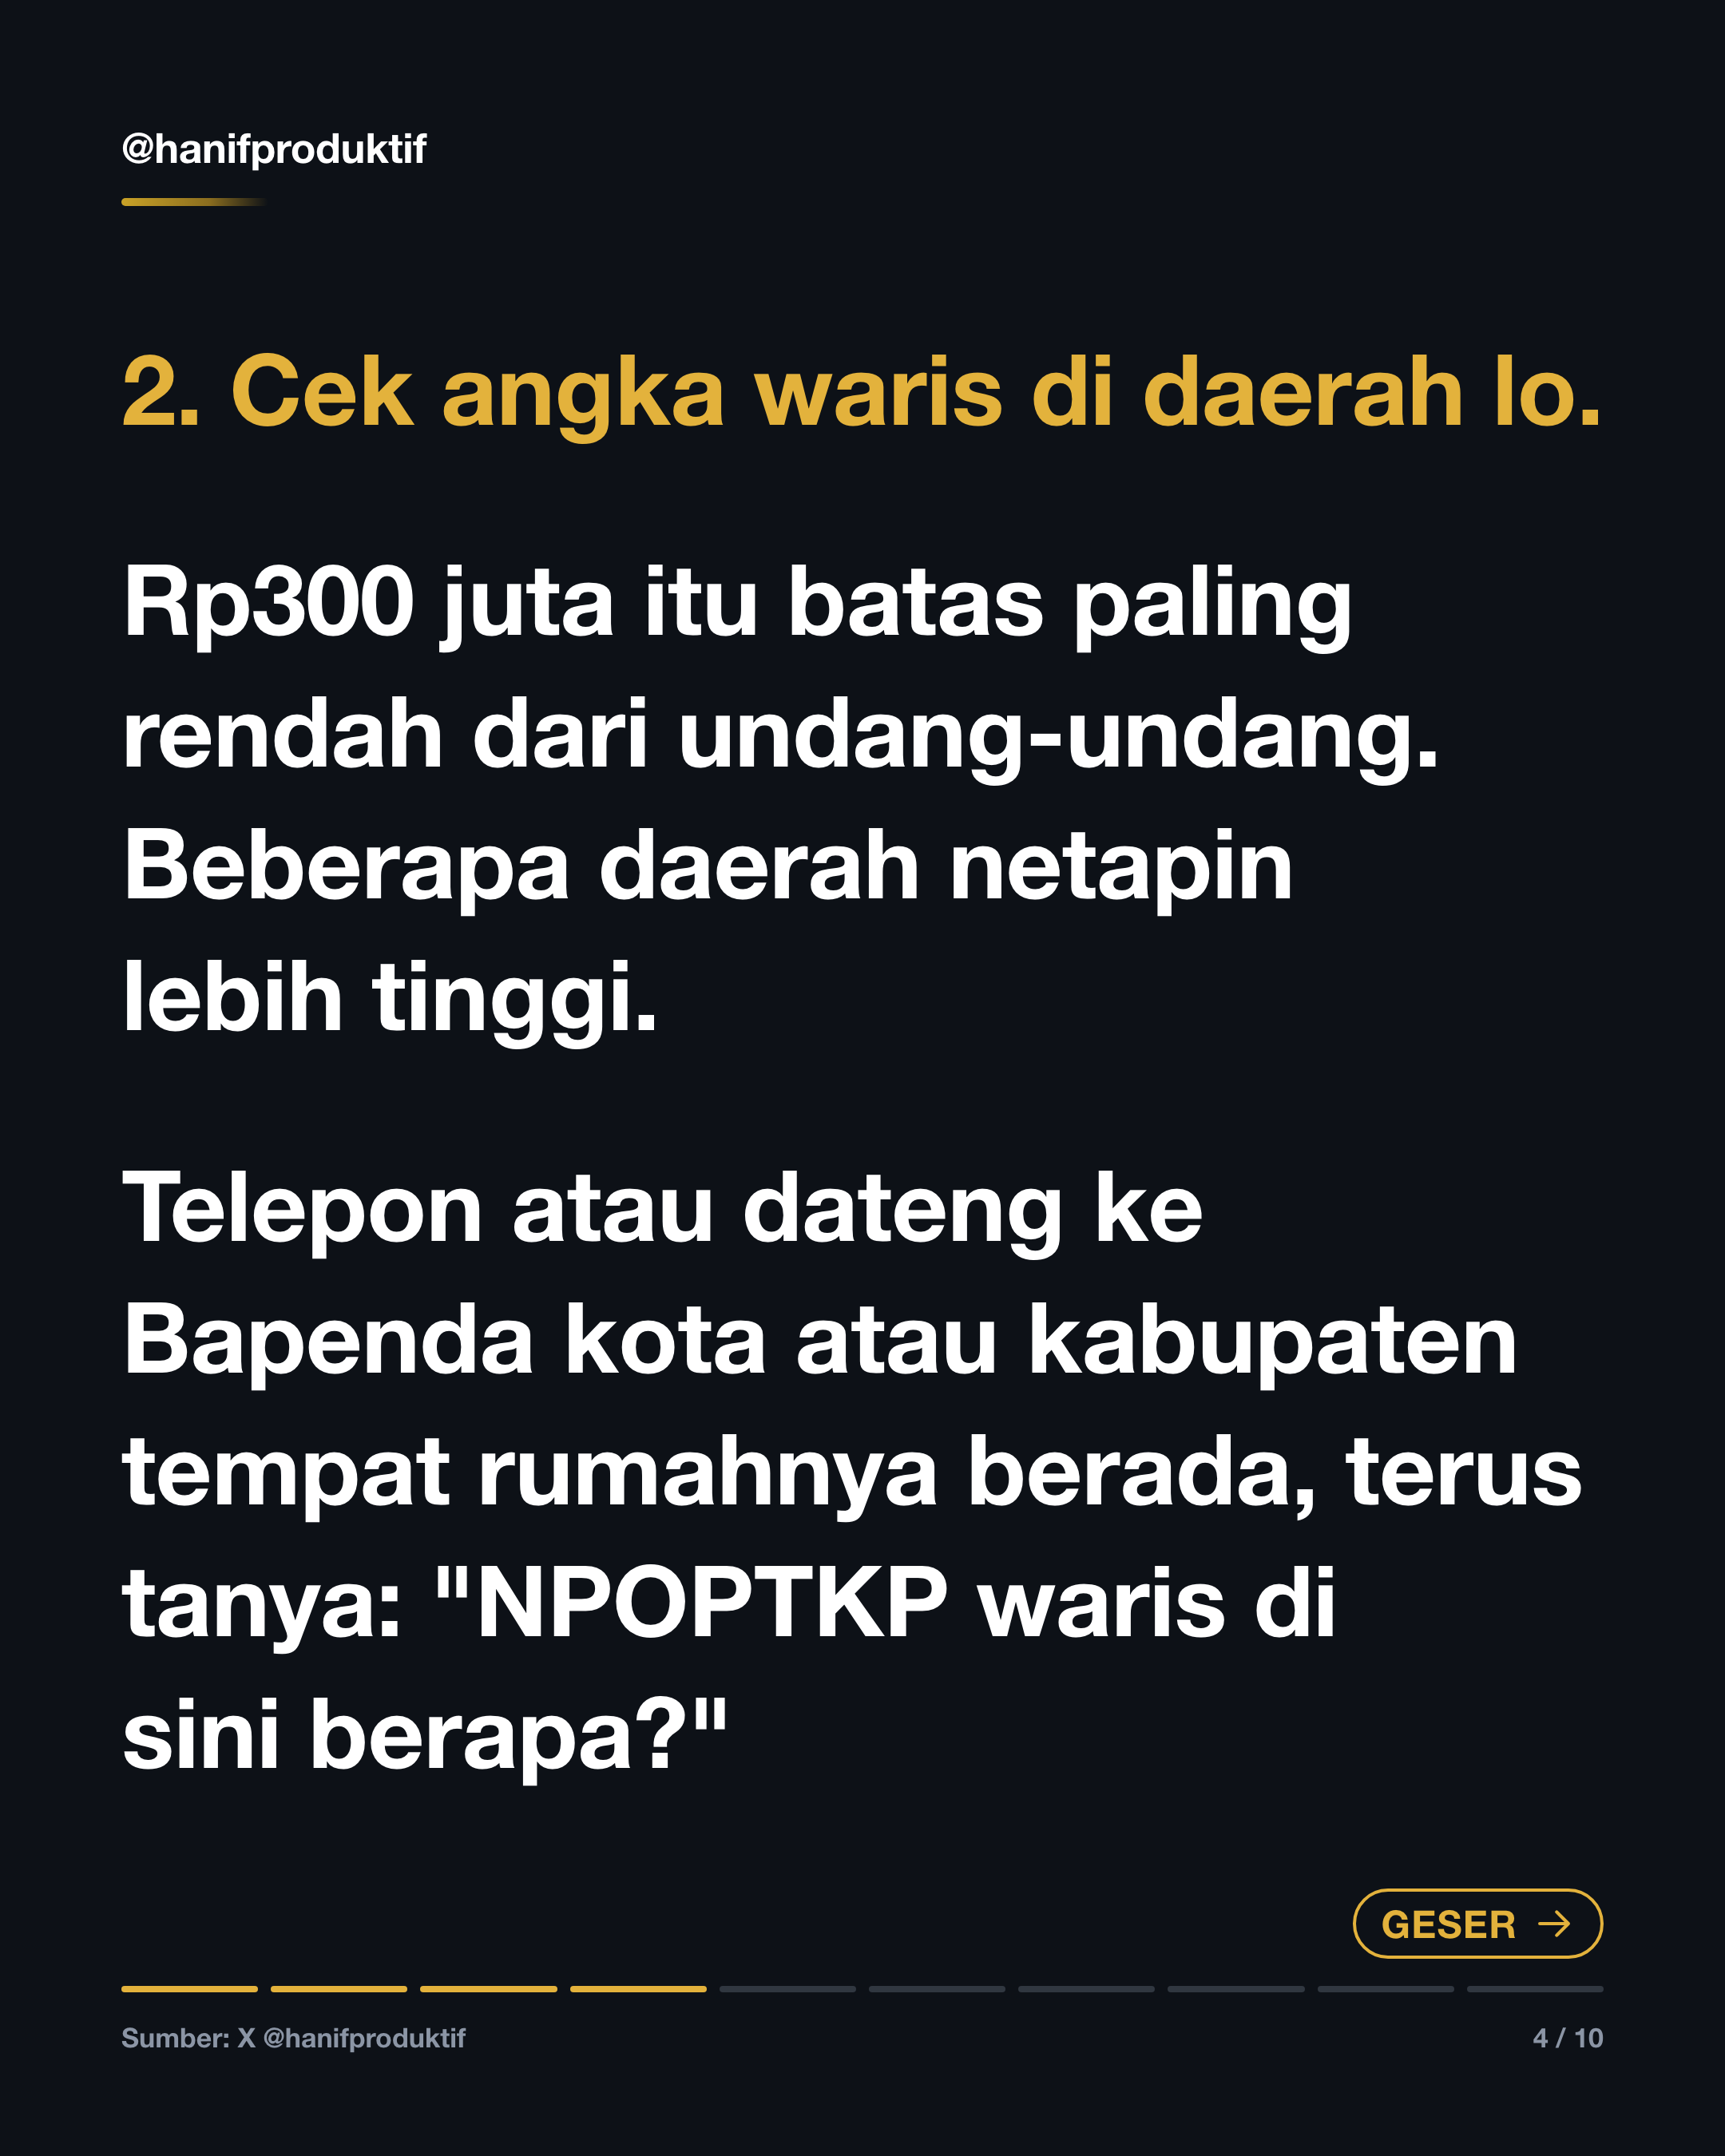 @hanifproduktif
2. Cek angka waris di daerah lo.
Rp300 juta itu batas paling
rendah dari undang-undang.
Beberapa daerah netapin
lebih tinggi.
Telepon atau dateng ke
Bapenda kota atau kabupaten
tempat rumahnya berada, terus
tanya: "NPOPTKP waris di
sini berapa?"
GESER →
Sumber: X @hanifproduktif
4 / 10